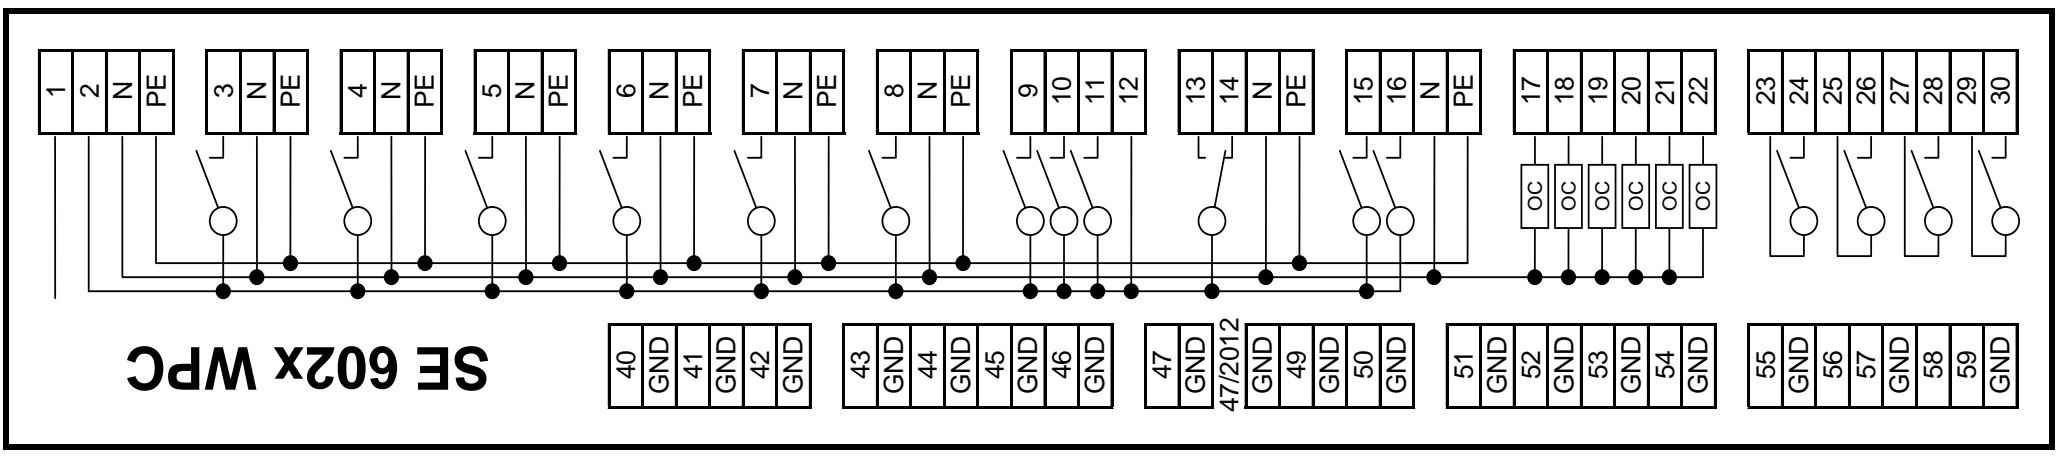 1 2 N PE 3 N PE 4 N PE 5 N PE 6 N PE 7 N PE 8 N PE 9 10 11 12 13 14 N PE 15 16 N PE 17 18 19 20 21 22 23 24 25 26 27 28 29 30
OC OC OC OC OC OC
SE 602x WPC
40 GND 41 GND 42 GND 43 GND 44 GND 45 GND 46 GND 47 GND 47/2012 GND 49 GND 50 GND 51 GND 52 GND 53 GND 54 GND 55 GND 56 57 GND 58 59 GND